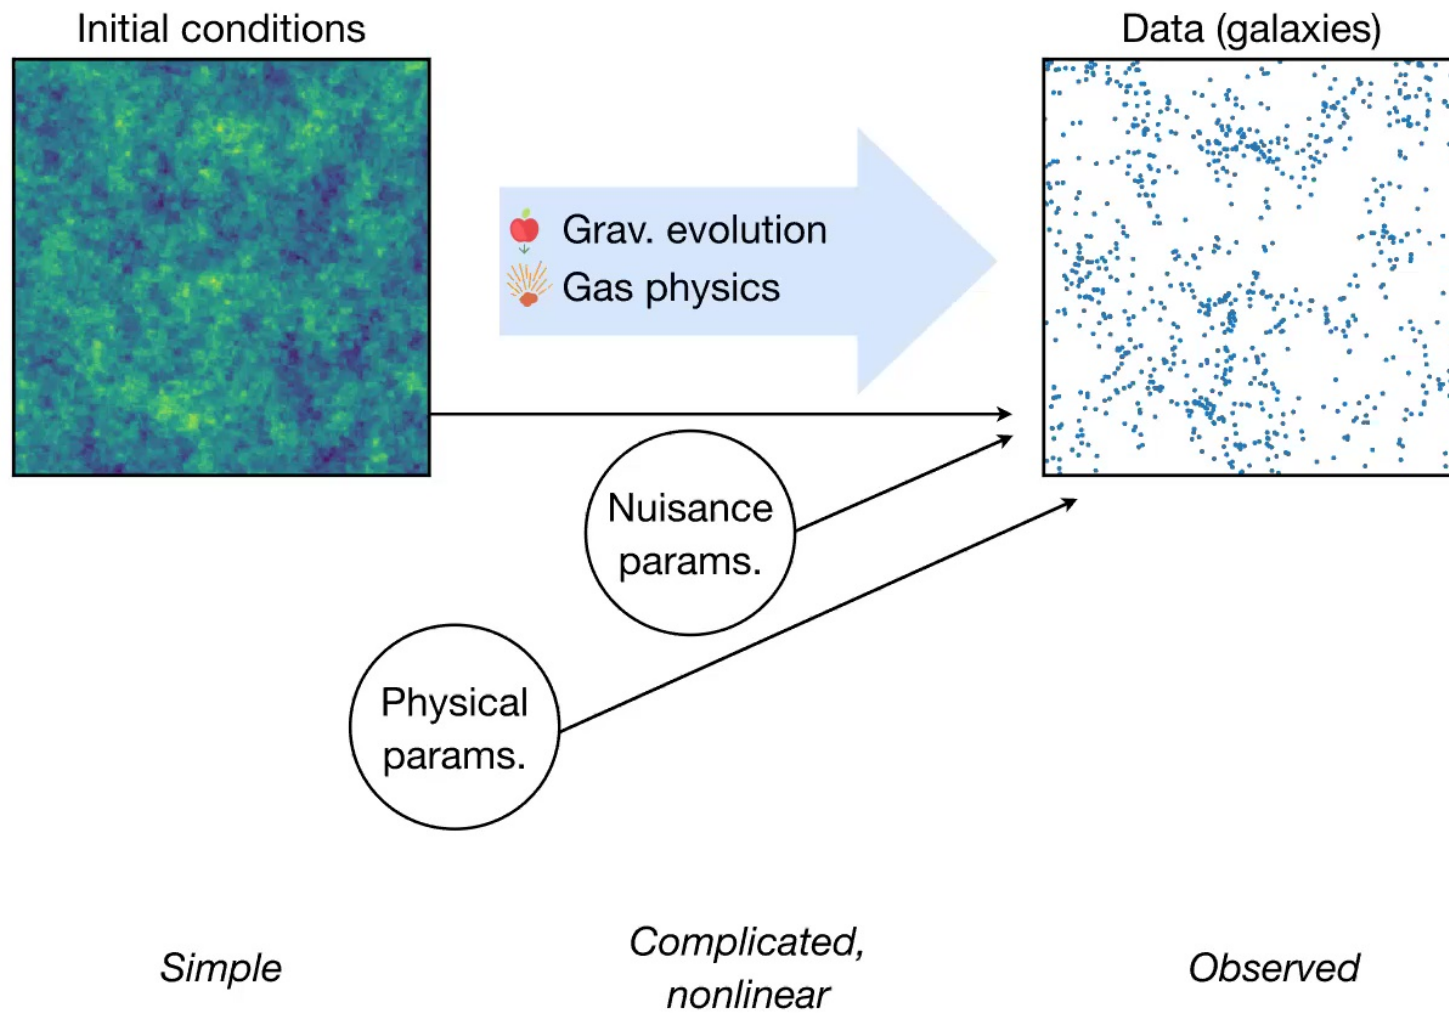 Initial conditions
Data (galaxies)
Grav. evolution
Gas physics
Nuisance
params.
Physical
params.
Simple
Complicated,
nonlinear
Observed